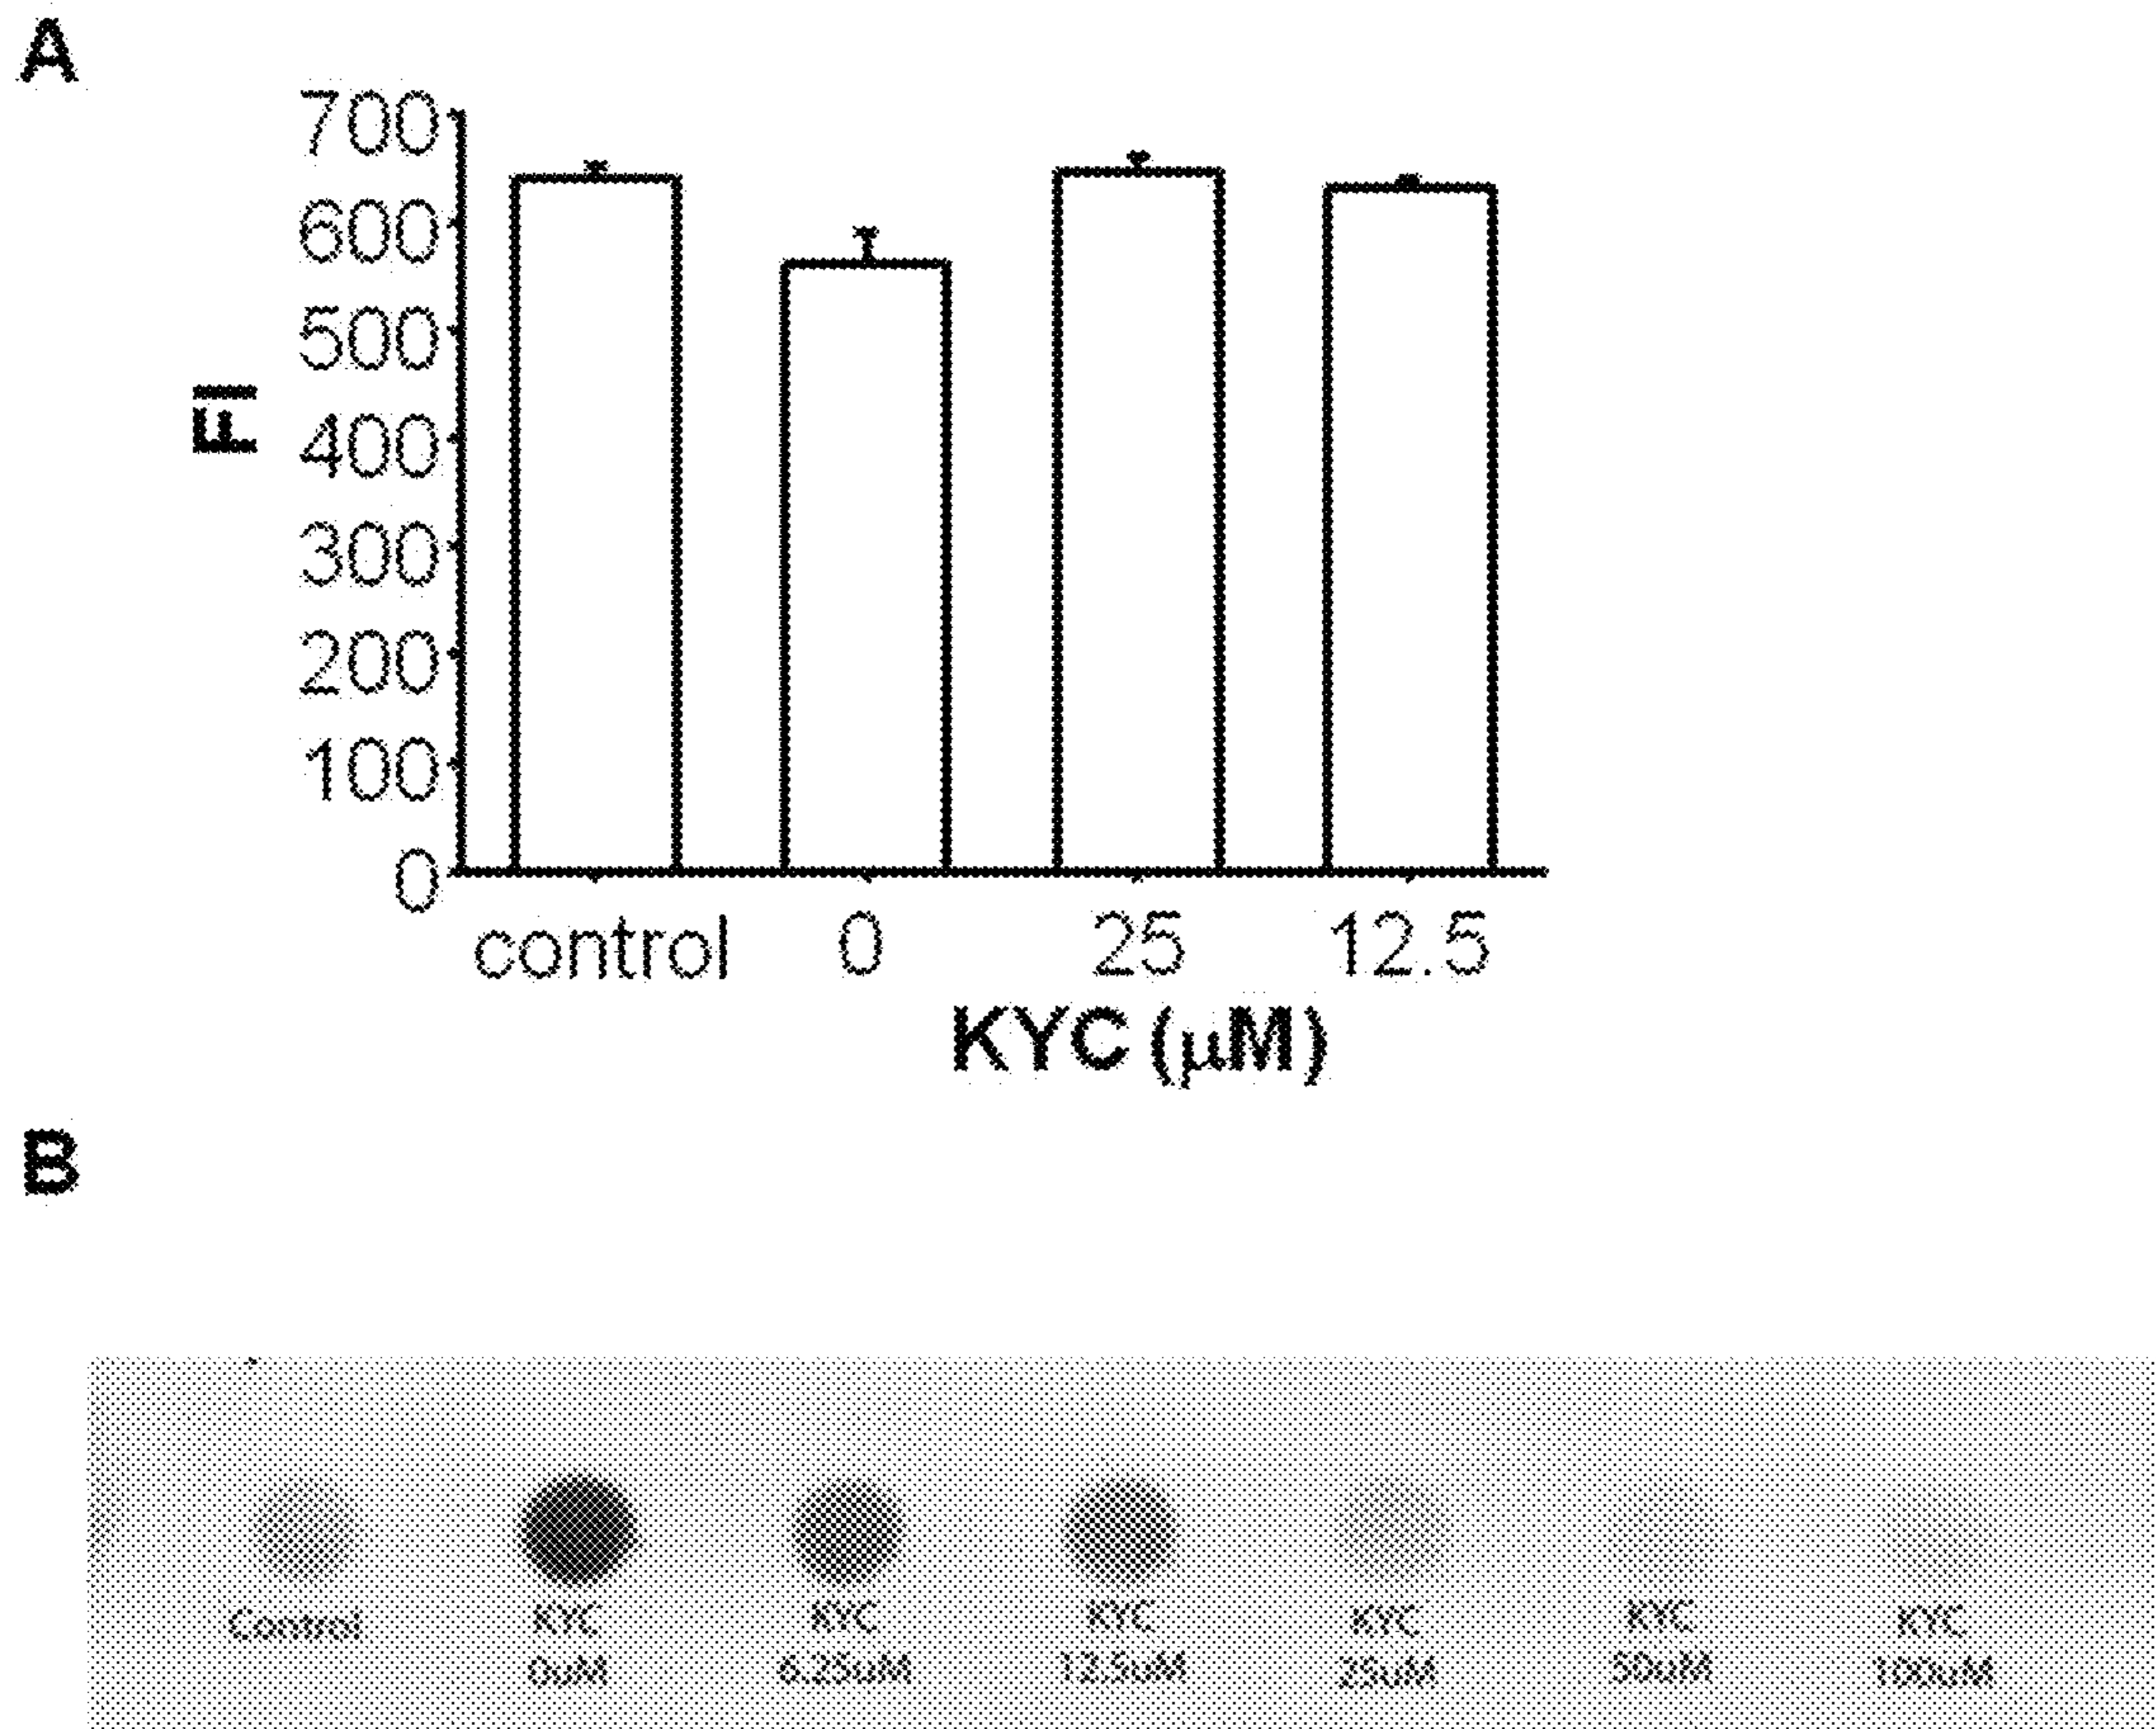 A
700
600
500
400
300
200
100
0
FI
control 0 25 12.5
KYC (μM)
B
Control KYC KYC KYC KYC KYC KYC
0uM 6.25uM 12.5uM 25uM 50uM 100uM